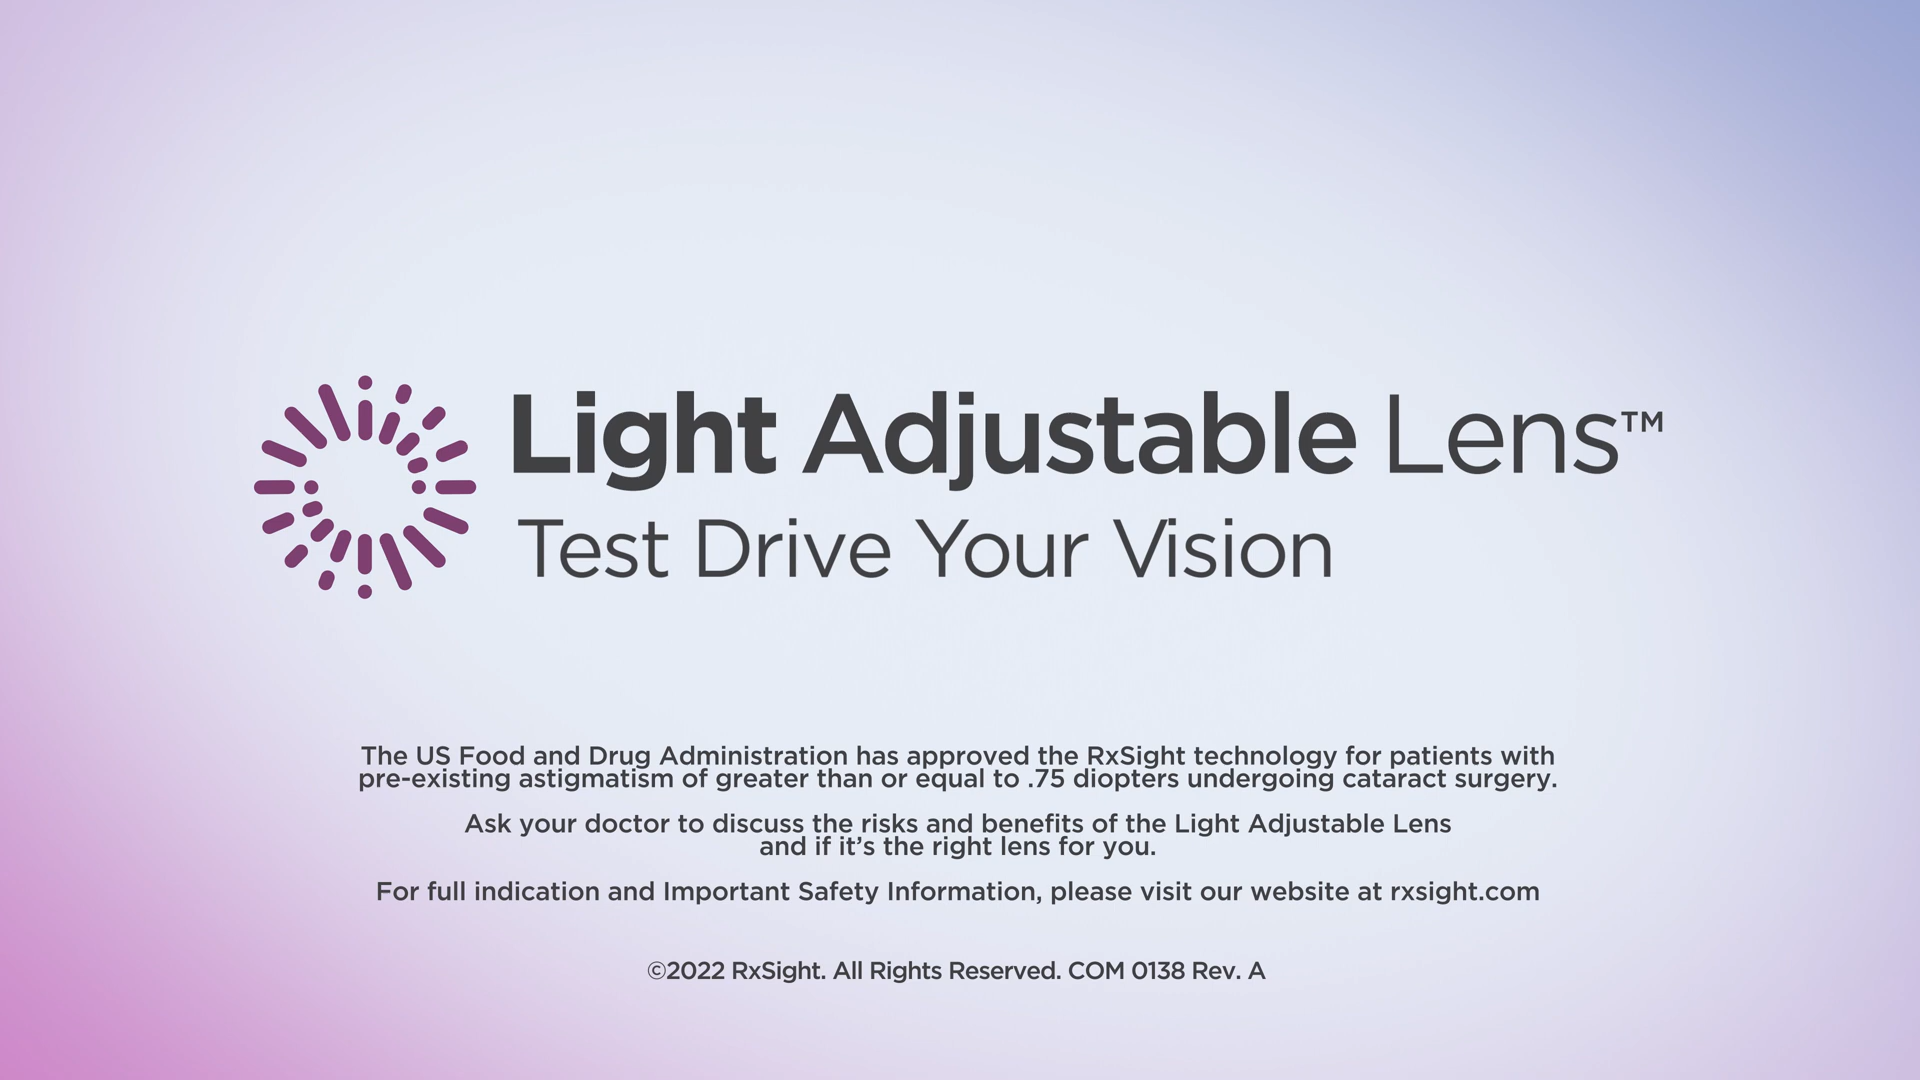 Light Adjustable Lens™
Test Drive Your Vision
The US Food and Drug Administration has approved the RxSight technology for patients with
pre-existing astigmatism of greater than or equal to .75 diopters undergoing cataract surgery.
Ask your doctor to discuss the risks and benefits of the Light Adjustable Lens
and if it’s the right lens for you.
For full indication and Important Safety Information, please visit our website at rxsight.com
©2022 RxSight. All Rights Reserved. COM 0138 Rev. A